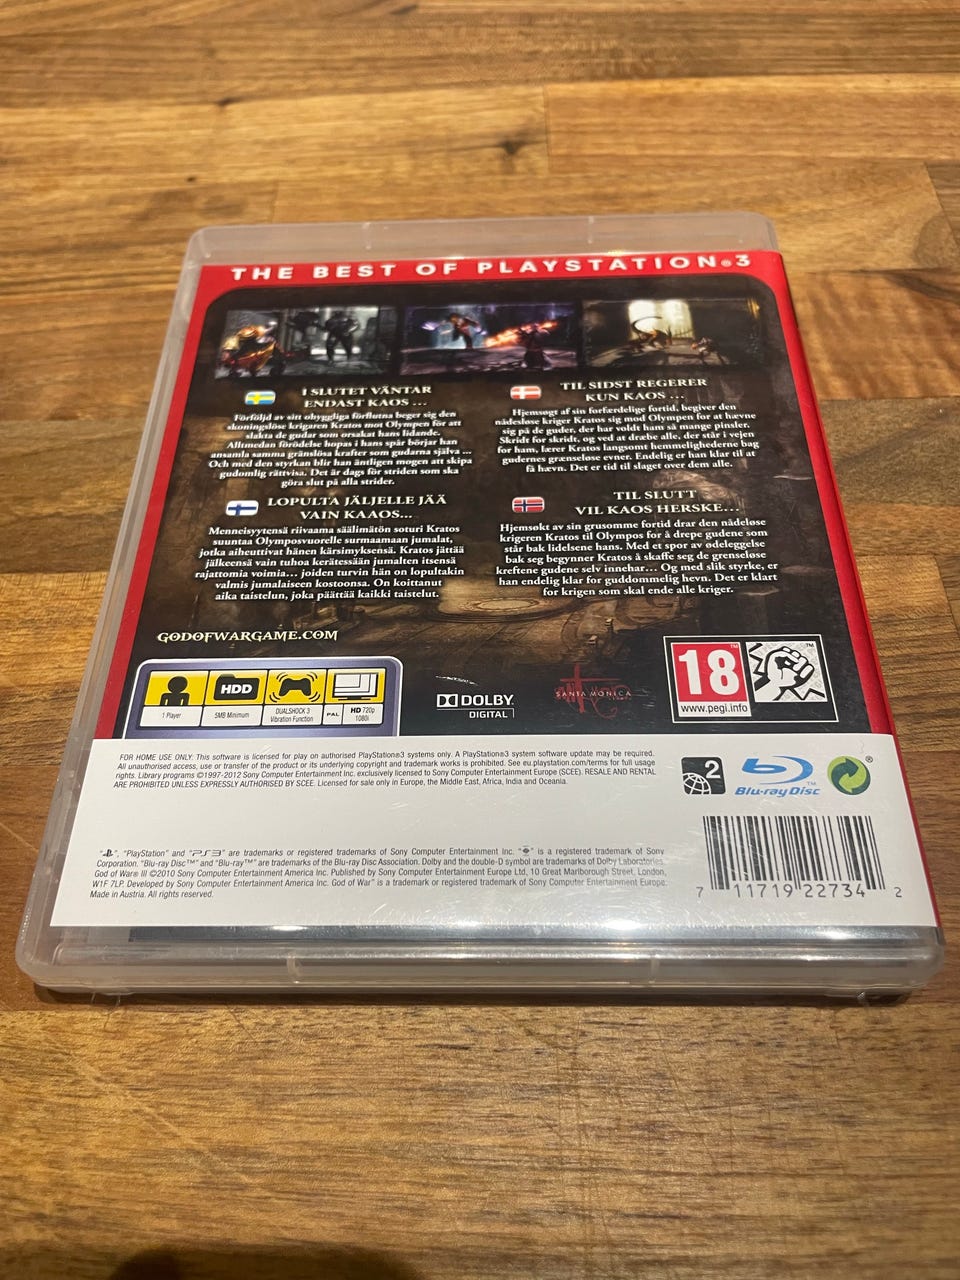 THE BEST OF PLAYSTATION®3
I SLUTET VÄNTAR
ENDAST KAOS ...
Förföljd av sitt ohyggliga förflutna beger sig den
skoningslöse krigaren Kratos mot Olympen för att
slakta de gudar som orsakat hans lidande.
Alltmedan förödelse hopas i hans spår börjar han
ansamla samma gränslösa krafter som gudarna själva ...
Och med den styrkan blir han äntligen mogen att skipa
gudomlig rättvisa. Det är dags för striden som ska
göra slut på alla strider.
TIL SIDST REGERER
KUN KAOS ...
Hjemsøgt af sin forfærdelige fortid, begiver den
nådesløse kriger Kratos sig mod Olympen for at hævne
sig på de guder, der har voldt ham så mange pinsler.
Skridt for skridt, og ved at dræbe alle, der står i vejen
for ham, lærer Kratos langsomt hemmelighederne bag
gudernes grænseløse evner. Endelig er han klar til at
få hævn. Det er tid til slaget over dem alle.
LOPULTA JÄLJELLE JÄÄ
VAIN KAAOS...
Menneisyytensä riivaama säälimätön soturi Kratos
suuntaa Olymposvuorelle surmaamaan jumalat,
jotka aiheuttivat hänen kärsimyksensä. Kratos jättää
jälkeensä vain tuhoa kerätessään jumalten itsensä
rajattomia voimia... joiden turvin hän on lopultakin
valmis jumalaiseen kostoonsa. On koittanut
aika taistelun, joka päättää kaikki taistelut.
TIL SLUTT
VIL KAOS HERSKE...
Hjemsøkt av sin grusomme fortid drar den nådeløse
krigeren Kratos til Olympos for å drepe gudene som
står bak lidelsene hans. Med et spor av ødeleggelse
bak seg begynner Kratos å skaffe seg de grenseløse
kreftene gudene selv innehar... Og med slik styrke, er
han endelig klar for guddommelig hevn. Det er klart
for krigen som skal ende alle kriger.
GODOFWARGAME.COM
1 Player
HDD
5MB Minimum
DUALSHOCK 3
Vibration Function
PAL
HD 720p
1080i
DOLBY
DIGITAL
SANTA MONICA
18
www.pegi.info
FOR HOME USE ONLY: This software is licensed for play on authorised PlayStation®3 systems only. A PlayStation®3 system software update may be required.
All unauthorised access, use or transfer of the product or its underlying copyright and trademark works is prohibited. See eu.playstation.com/terms for full usage
rights. Library programs ©1997-2012 Sony Computer Entertainment Inc. exclusively licensed to Sony Computer Entertainment Europe (SCEE). RESALE AND RENTAL
ARE PROHIBITED UNLESS EXPRESSLY AUTHORISED BY SCEE. Licensed for sale only in Europe, the Middle East, Africa, India and Oceania.
2
Blu-ray Disc™
", "PlayStation" and "PS3" are trademarks or registered trademarks of Sony Computer Entertainment Inc. " " is a registered trademark of Sony
Corporation. "Blu-ray Disc™" and "Blu-ray™" are trademarks of the Blu-ray Disc Association. Dolby and the double-D symbol are trademarks of Dolby Laboratories.
God of War® III ©2010 Sony Computer Entertainment America Inc. Published by Sony Computer Entertainment Europe Ltd, 10 Great Marlborough Street, London,
W1F 7LP. Developed by Sony Computer Entertainment America Inc. God of War" is a trademark or registered trademark of Sony Computer Entertainment Europe.
Made in Austria. All rights reserved.
7 11719 22734 2